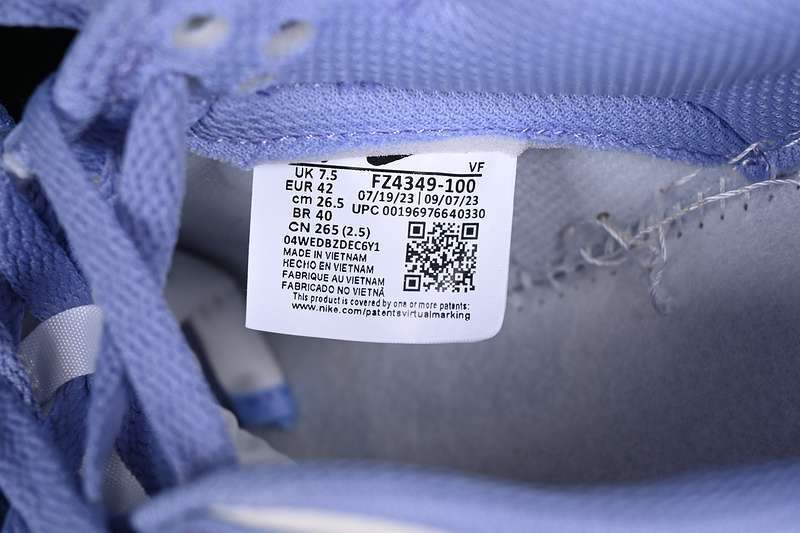 VF
UK 7.5
EUR 42
cm 26.5
BR 40
CN 265 (2.5)
FZ4349-100
07/19/23 | 09/07/23
UPC 00196976640330
04WEDBZDEC6Y1
MADE IN VIETNAM
HECHO EN VIETNAM
FABRIQUE AU VIETNAM
FABRICADO NO VIETNÃ
This product is covered by one or more patents:
www.nike.com/patentsvirtualmarking